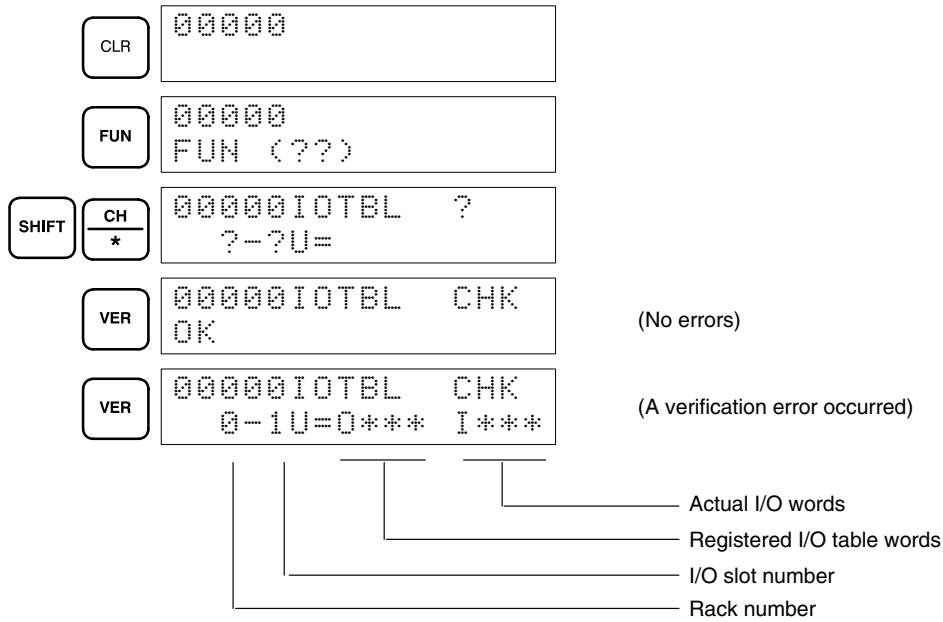 CLR
00000
FUN
00000
FUN (??)
SHIFT
CH
*
00000IOTBL ?
?-?U=
VER
00000IOTBL CHK
OK
(No errors)
VER
00000IOTBL CHK
0-1U=O*** I***
(A verification error occurred)
Actual I/O words
Registered I/O table words
I/O slot number
Rack number